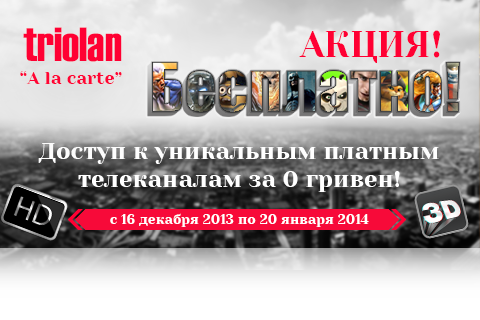 triolan
“A la carte”
АКЦИЯ!
Бесплатно!
Доступ к уникальным платным
телеканалам за 0 гривен!
HD
с 16 декабря 2013 по 20 января 2014
3D